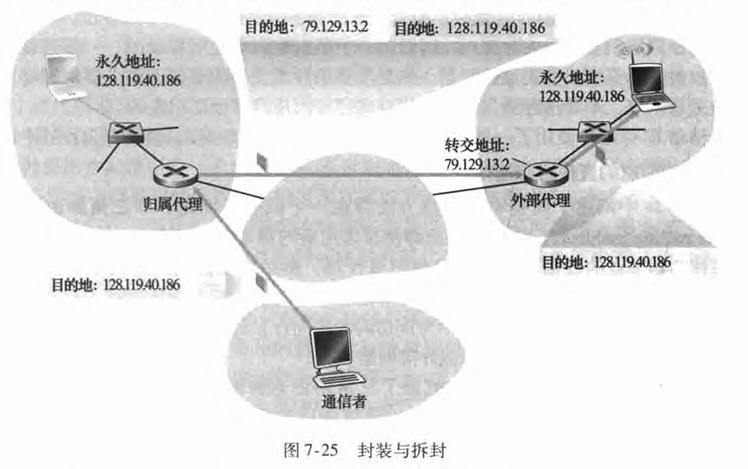 目的地：79.129.13.2 目的地：128.119.40.186
永久地址：
128.119.40.186
永久地址：
128.119.40.186
转交地址：
79.129.13.2
归属代理
外部代理
目的地：128.119.40.186
目的地：128.119.40.186
通信者
图7-25 封装与拆封